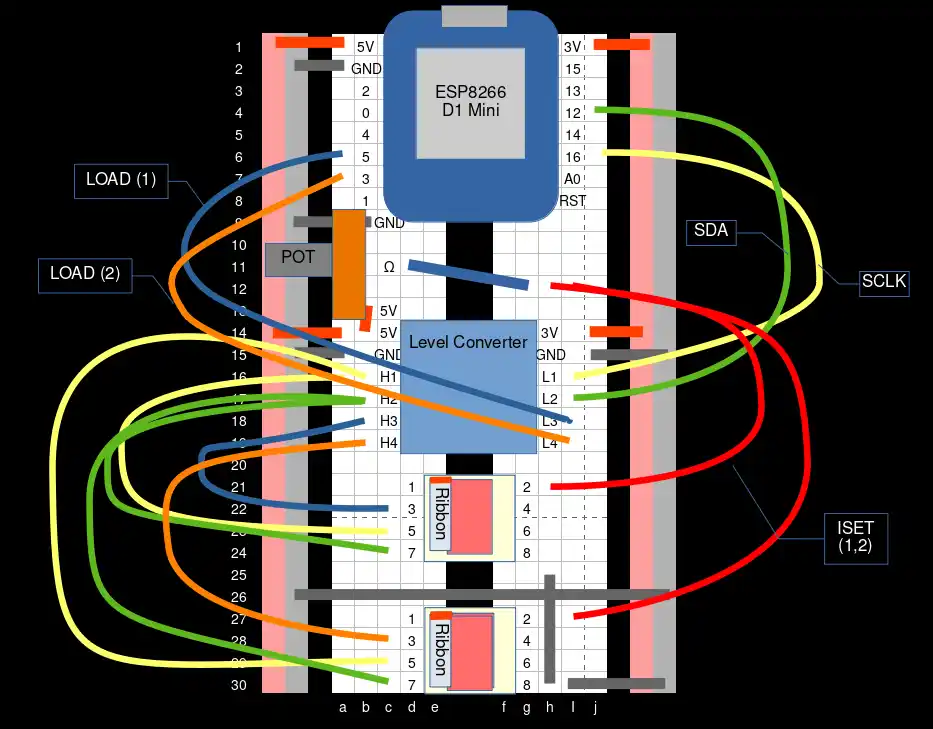 1 5V 3V
2 GND 15
3 2 13
4 0 12
5 4 14
6 5 16
7 3 A0
8 1 RST
9 GND
10
11 Ω
12
13 5V
14 5V 3V
15 GND GND
16 H1 L1
17 H2 L2
18 H3 L3
19 H4 L4
20
21 1 2
22 3 4
23 5 6
24 7 8
25
26
27 1 2
28 3 4
29 5 6
30 7 8
a b c d e f g h I j
ESP8266
D1 Mini
LOAD (1)
LOAD (2)
POT
SDA
SCLK
Level Converter
Ribbon
Ribbon
ISET
(1,2)